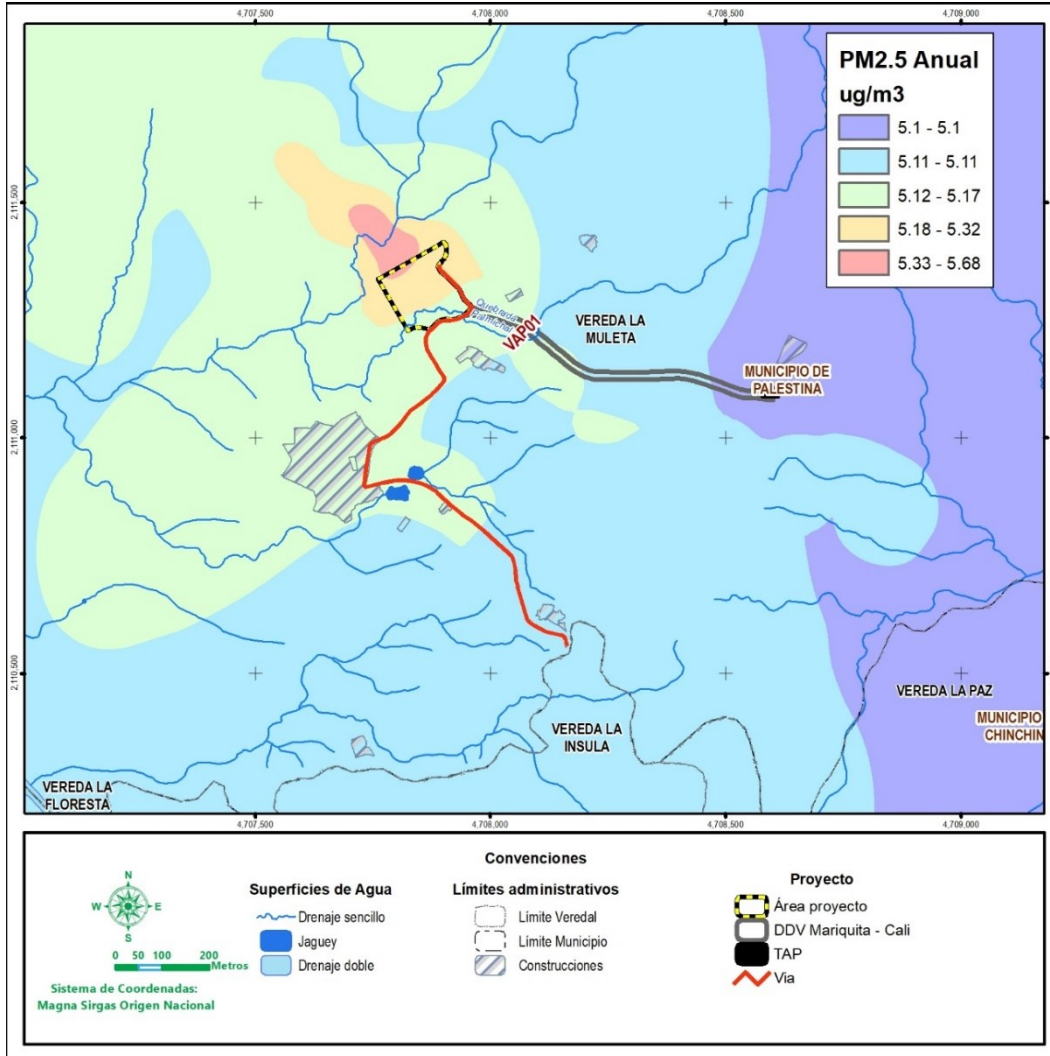 4,707,500
4,708,000
4,708,500
4,709,000
PM2.5 Anual
ug/m3
5.1 - 5.1
5.11 - 5.11
5.12 - 5.17
5.18 - 5.32
5.33 - 5.68
2,111,500
2,111,000
2,110,500
Quebrada
VAP01
VEREDA LA
MULETA
MUNICIPIO DE
PALESTINA
VEREDA LA PAZ
MUNICIPIO
CHINCHIN
VEREDA LA
INSULA
VEREDA LA
FLORESTA
4,707,500
4,708,000
4,708,500
4,709,000
Convenciones
N
W
E
S
0 50 100 200
Metros
Sistema de Coordenadas:
Magna Sirgas Origen Nacional
Superficies de Agua
Drenaje sencillo
Jaguey
Drenaje doble
Límites administrativos
Límite Veredal
Límite Municipio
Construcciones
Proyecto
Área proyecto
DDV Mariquita - Cali
TAP
Via